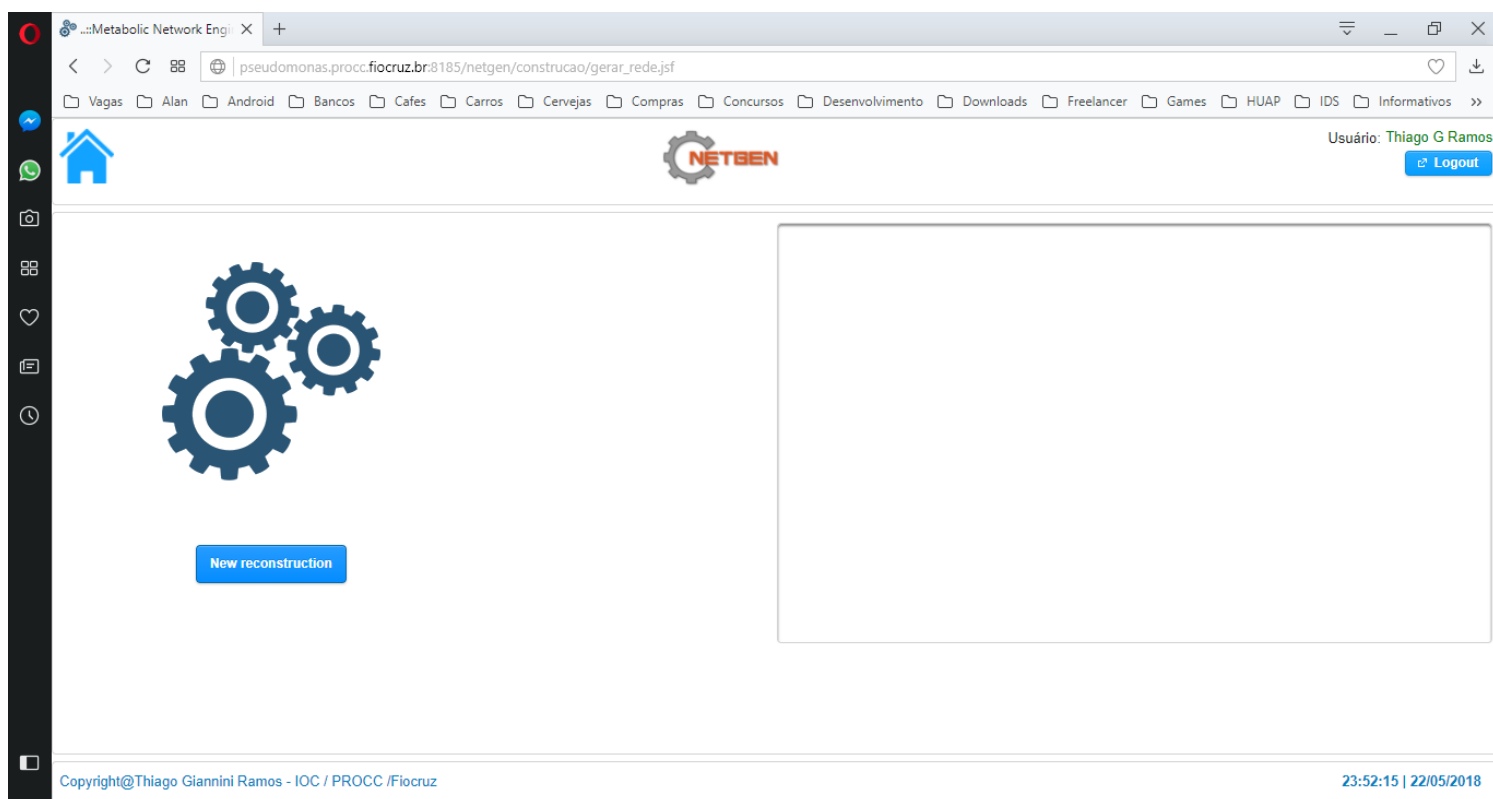 ..::Metabolic Network Engi
pseudomonas.procc.fiocruz.br:8185/netgen/construcao/gerar_rede.jsf
Vagas Alan Android Bancos Cafes Carros Cervejas Compras Concursos Desenvolvimento Downloads Freelancer Games HUAP IDS Informativos
NETGEN
Usuário: Thiago G Ramos
Logout
New reconstruction
Copyright@Thiago Giannini Ramos - IOC / PROCC /Fiocruz
23:52:15 | 22/05/2018